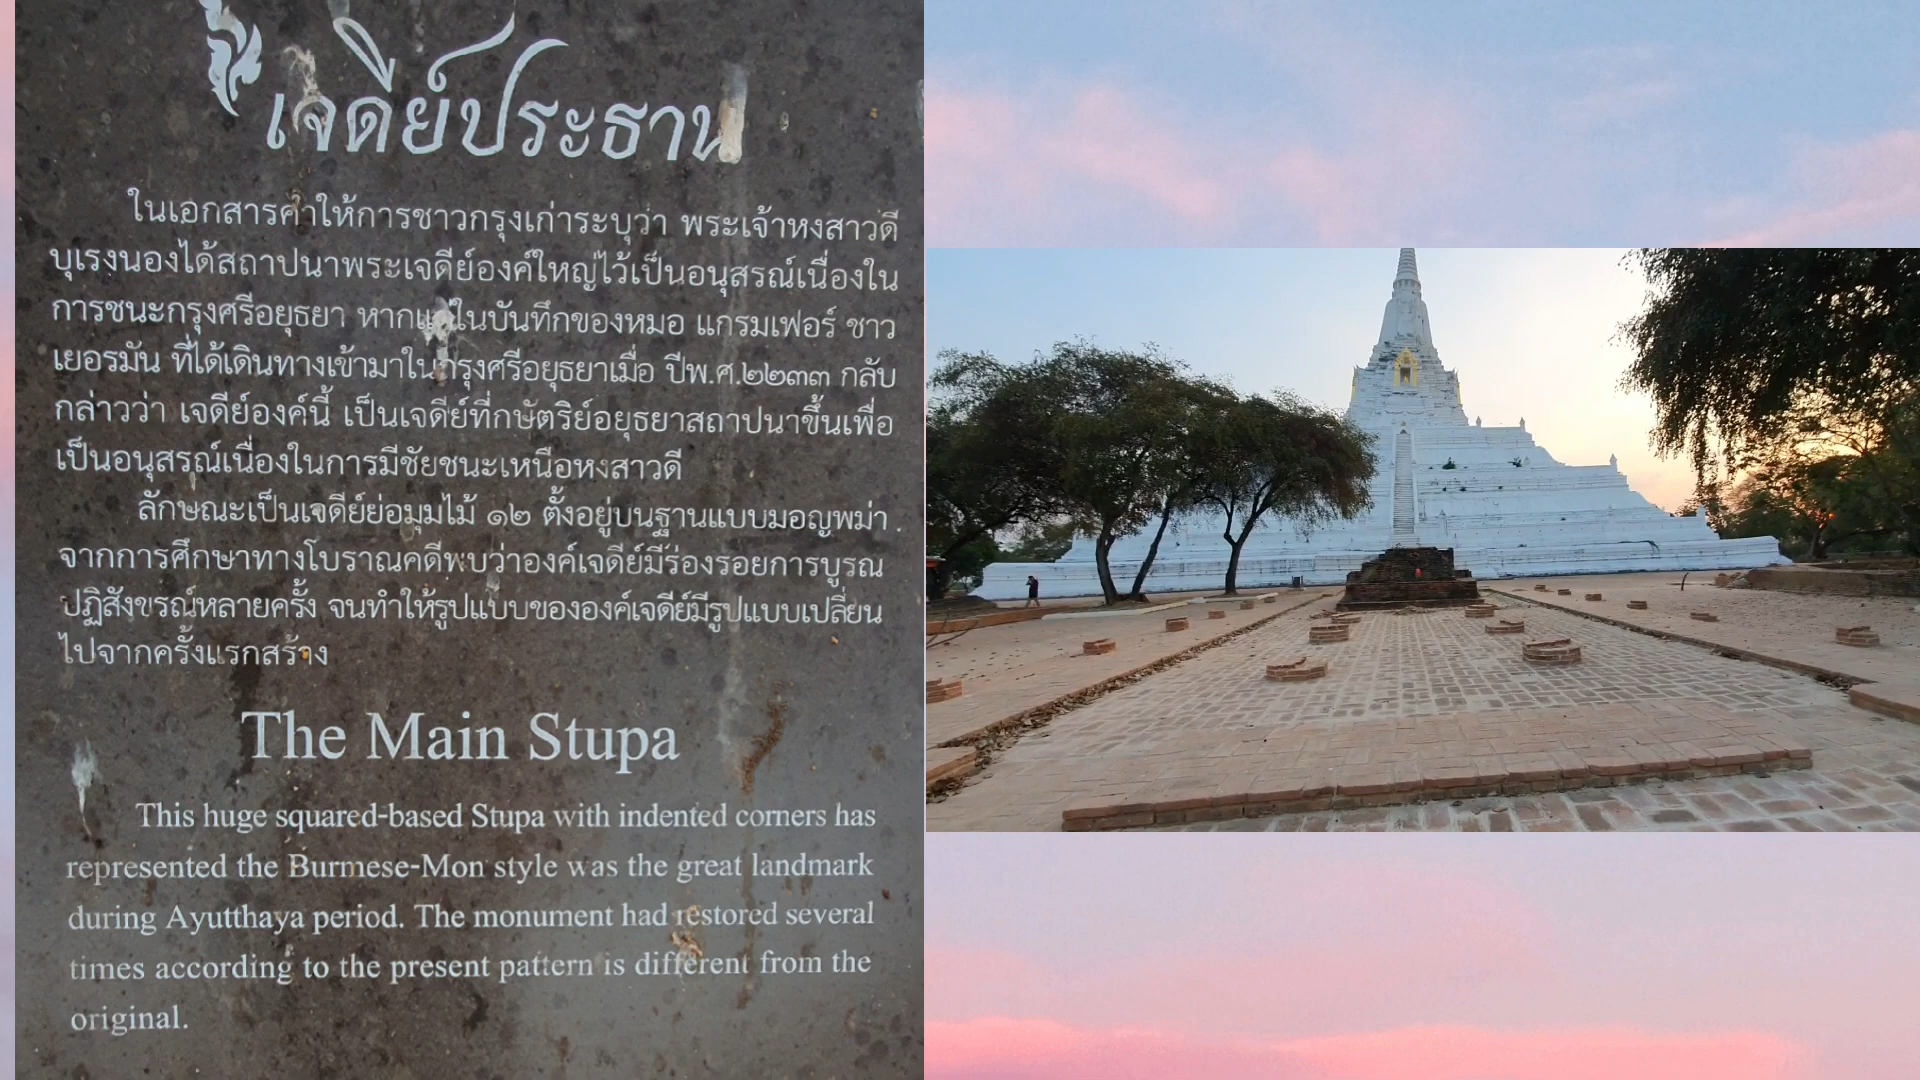 เจดีย์ประธาน
ในเอกสารคำให้การชาวกรุงเก่าระบุว่า พระเจ้าหงสาวดี
บุเรงนองได้สถาปนาพระเจดีย์องค์ใหญ่ไว้เป็นอนุสรณ์เนื่องใน
การชนะกรุงศรีอยุธยา หากแต่ในบันทึกของหมอ แกรมเฟอร์ ชาว
เยอรมัน ที่ได้เดินทางเข้ามาในกรุงศรีอยุธยาเมื่อ ปีพ.ศ.๒๒๓๓ กลับ
กล่าวว่า เจดีย์องค์นี้ เป็นเจดีย์ที่กษัตริย์อยุธยาสถาปนาขึ้นเพื่อ
เป็นอนุสรณ์เนื่องในการมีชัยชนะเหนือหงสาวดี
ลักษณะเป็นเจดีย์ย่อมุมไม้ ๑๒ ตั้งอยู่บนฐานแบบมอญพม่า
จากการศึกษาทางโบราณคดีพบว่าองค์เจดีย์มีร่องรอยการบูรณ
ปฏิสังขรณ์หลายครั้ง จนทำให้รูปแบบขององค์เจดีย์มีรูปแบบเปลี่ยน
ไปจากครั้งแรกสร้าง
The Main Stupa
This huge squared-based Stupa with indented corners has
represented the Burmese-Mon style was the great landmark
during Ayutthaya period. The monument had restored several
times according to the present pattern is different from the
original.